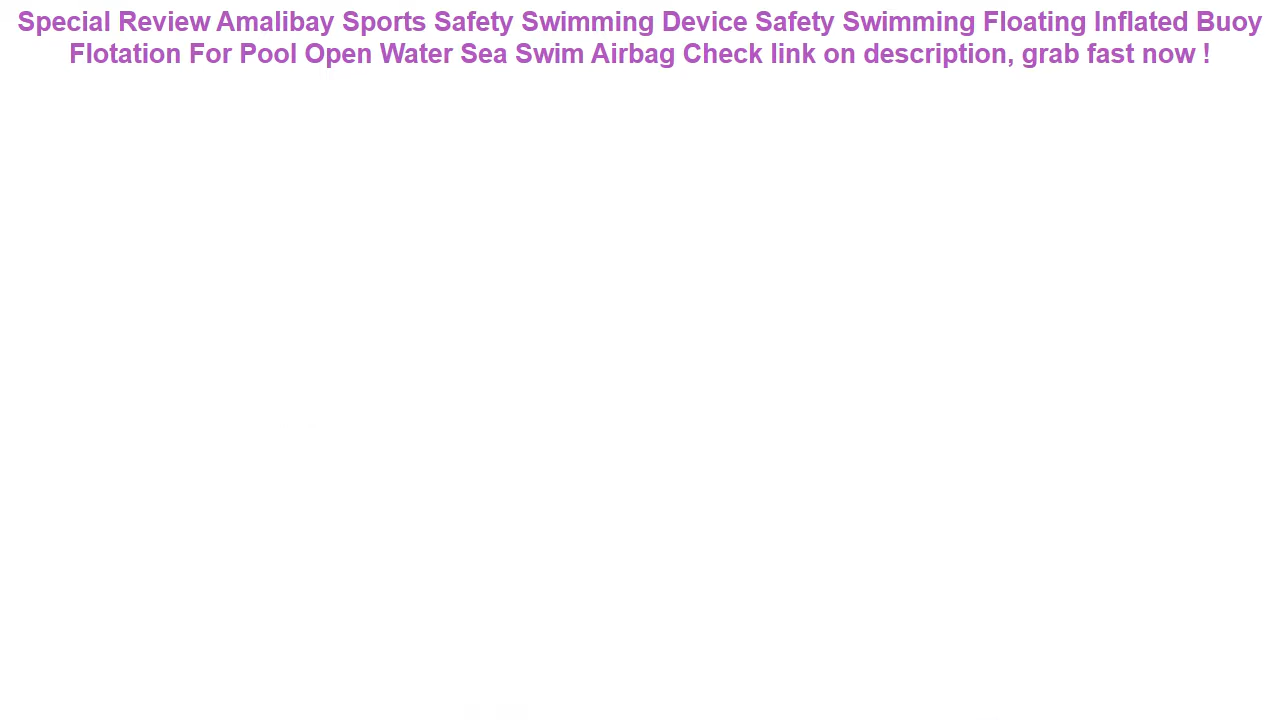 Special Review Amalibay Sports Safety Swimming Device Safety Swimming Floating Inflated Buoy
Flotation For Pool Open Water Sea Swim Airbag Check link on description, grab fast now !